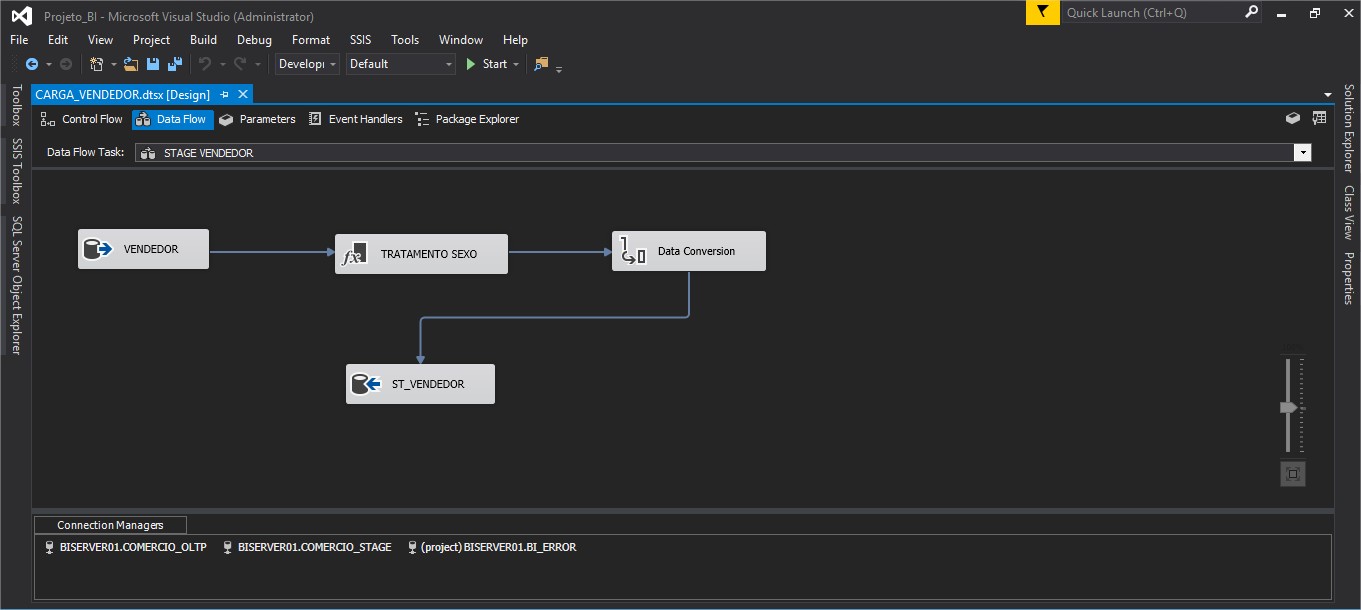 Projeto_BI - Microsoft Visual Studio (Administrator)
Quick Launch (Ctrl+Q)
File Edit View Project Build Debug Format SSIS Tools Window Help
Developi Default Start
CARGA_VENDEDOR.dtsx [Design]
Control Flow Data Flow Parameters Event Handlers Package Explorer
Data Flow Task: STAGE VENDEDOR
Toolbox
SSIS Toolbox
SQL Server Object Explorer
VENDEDOR
fx TRATAMENTO SEXO
Data Conversion
ST_VENDEDOR
Solution Explorer
Class View
Properties
Connection Managers
BISERVER01.COMERCIO_OLTP BISERVER01.COMERCIO_STAGE (project) BISERVER01.BI_ERROR